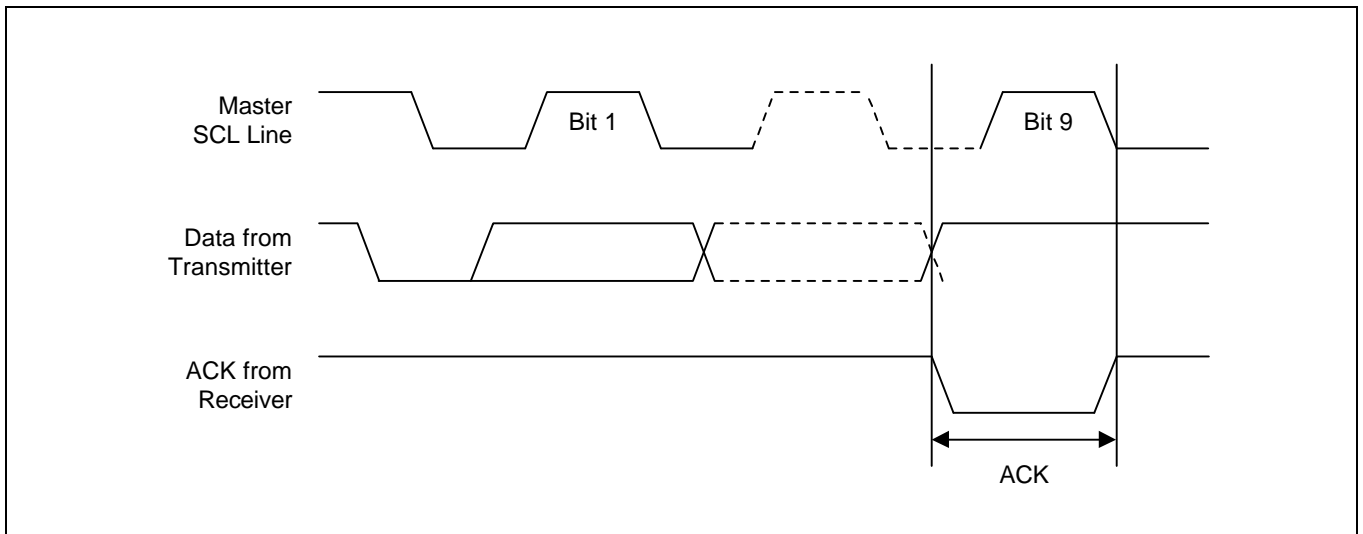 Master
SCL Line
Bit 1
Bit 9
Data from
Transmitter
ACK from
Receiver
ACK